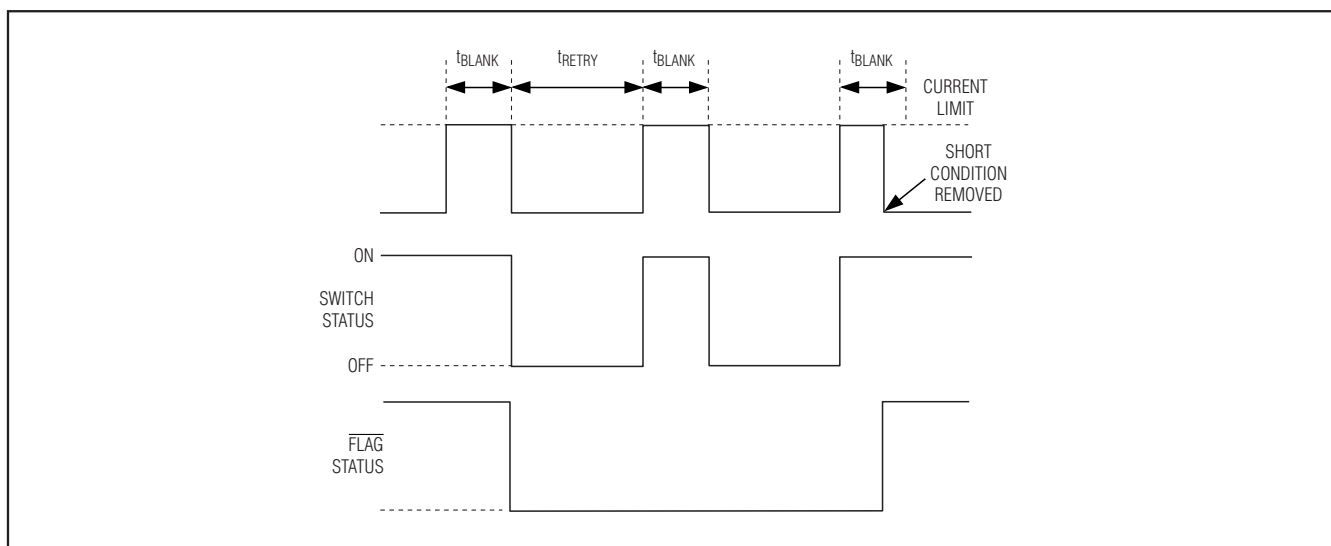 tBLANK
tRETRY
tBLANK
tBLANK
CURRENT
LIMIT
SHORT
CONDITION
REMOVED
ON
SWITCH
STATUS
OFF
FLAG
STATUS